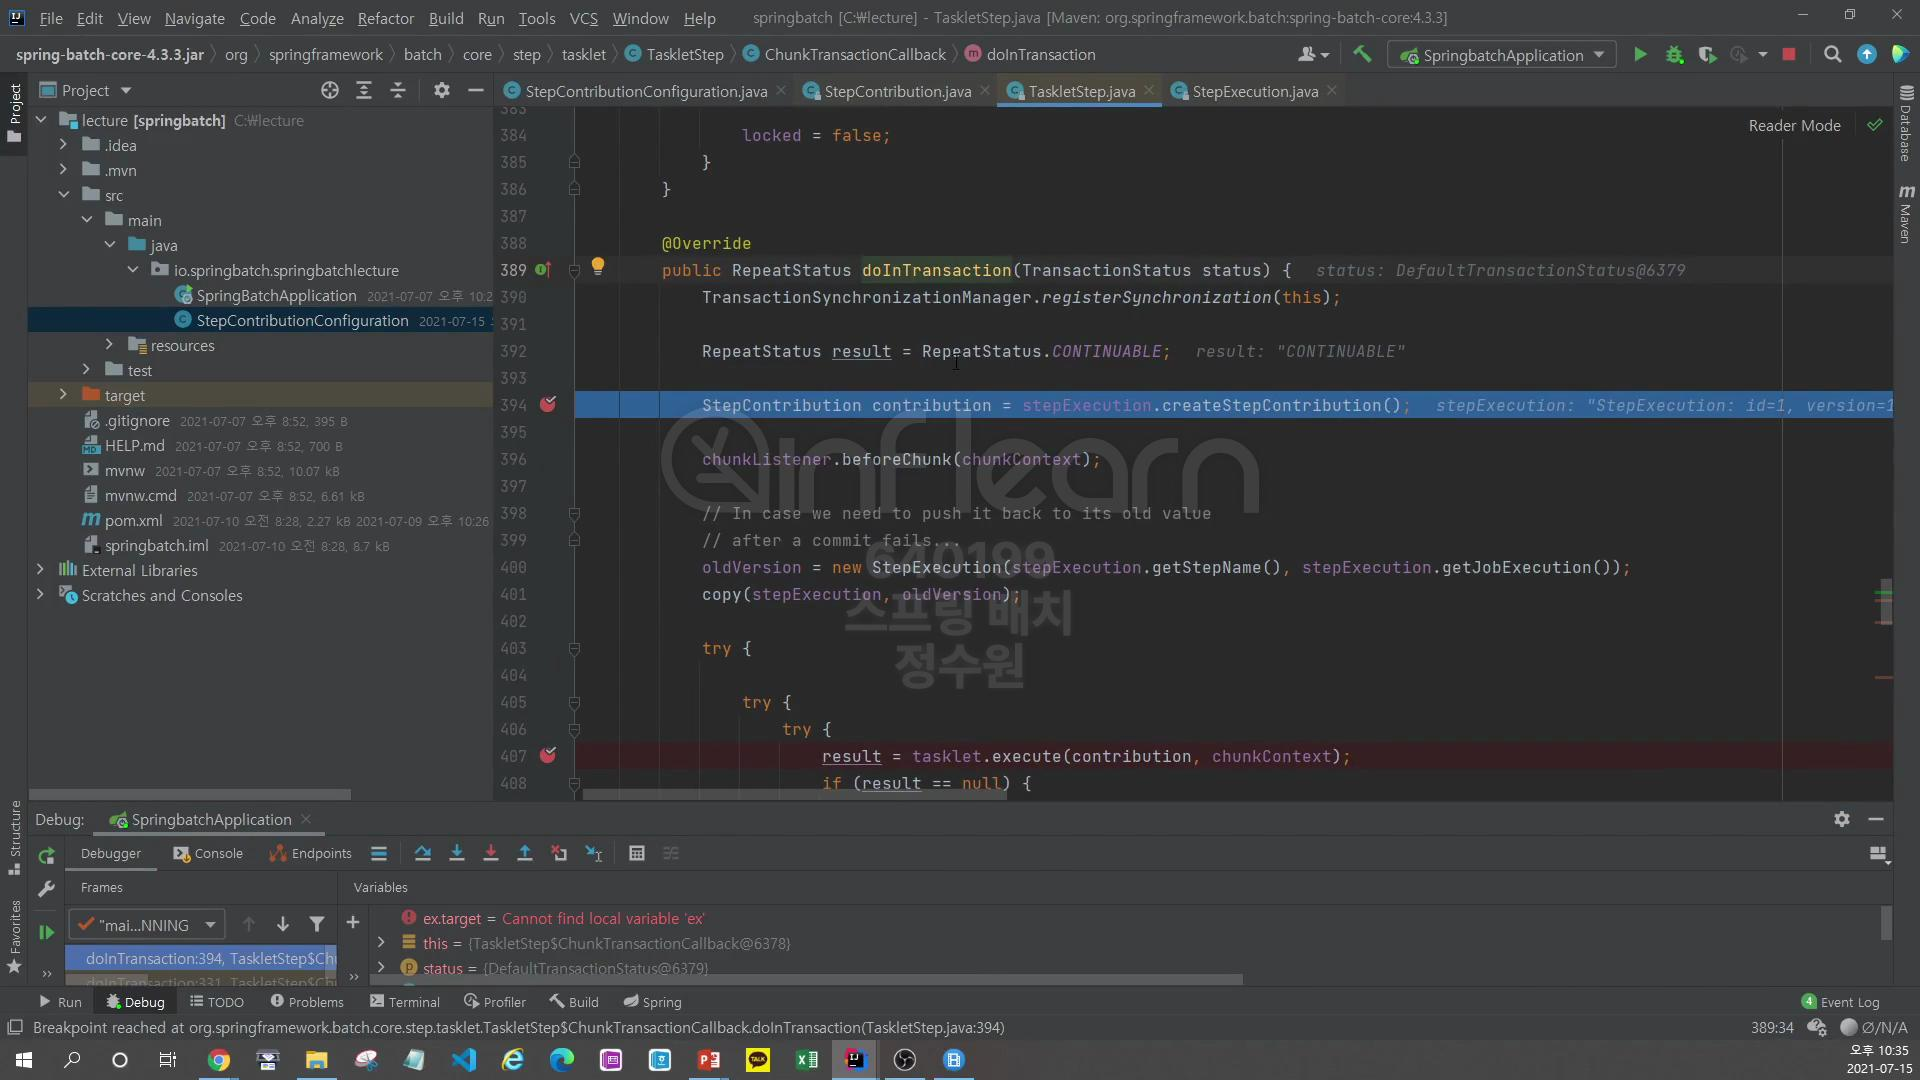 File Edit View Navigate Code Analyze Refactor Build Run Tools VCS Window Help springbatch [C:₩lecture] - TaskletStep.java [Maven: org.springframework.batch:spring-batch-core:4.3.3]
spring-batch-core-4.3.3.jar org springframework batch core step tasklet TaskletStep ChunkTransactionCallback doInTransaction SpringbatchApplication
Project
Project
StepContributionConfiguration.java StepContribution.java TaskletStep.java StepExecution.java
lecture [springbatch] C:₩lecture
.idea
.mvn
src
main
java
io.springbatch.springbatchlecture
SpringBatchApplication 2021-07-07 오후 10:2
StepContributionConfiguration 2021-07-15
resources
test
target
.gitignore 2021-07-07 오후 8:52, 395 B
HELP.md 2021-07-07 오후 8:52, 700 B
mvnw 2021-07-07 오후 8:52, 10.07 kB
mvnw.cmd 2021-07-07 오후 8:52, 6.61 kB
pom.xml 2021-07-10 오전 8:28, 2.27 kB 2021-07-09 오후 10:26
springbatch.iml 2021-07-10 오전 8:28, 8.7 kB
External Libraries
Scratches and Consoles
Reader Mode
383
384 locked = false;
385 }
386 }
387
388 @Override
389 public RepeatStatus doInTransaction(TransactionStatus status) { status: DefaultTransactionStatus@6379
390 TransactionSynchronizationManager.registerSynchronization(this);
391
392 RepeatStatus result = RepeatStatus.CONTINUABLE; result: "CONTINUABLE"
393
394 StepContribution contribution = stepExecution.createStepContribution(); stepExecution: "StepExecution: id=1, version=1
395
396 chunkListener.beforeChunk(chunkContext);
397
398 // In case we need to push it back to its old value
399 // after a commit fails...
400 oldVersion = new StepExecution(stepExecution.getStepName(), stepExecution.getJobExecution());
401 copy(stepExecution, oldVersion);
402
403 try {
404
405 try {
406 try {
407 result = tasklet.execute(contribution, chunkContext);
408 if (result == null) {
inflearn
640199
스프링 배치
정수원
Database
Maven
Structure
Favorites
Debug: SpringbatchApplication
Debugger Console Endpoints
Frames Variables
"mai...NNING
doInTransaction:394, TaskletStep$Ch
doInTransaction:331, TaskletStep$Ch
ex.target = Cannot find local variable 'ex'
this = {TaskletStep$ChunkTransactionCallback@6378}
status = {DefaultTransactionStatus@6379}
Run Debug TODO Problems Terminal Profiler Build Spring 4 Event Log
Breakpoint reached at org.springframework.batch.core.step.tasklet.TaskletStep$ChunkTransactionCallback.doInTransaction(TaskletStep.java:394) 389:34 Ø/N/A
TALK
오후 10:35
2021-07-15